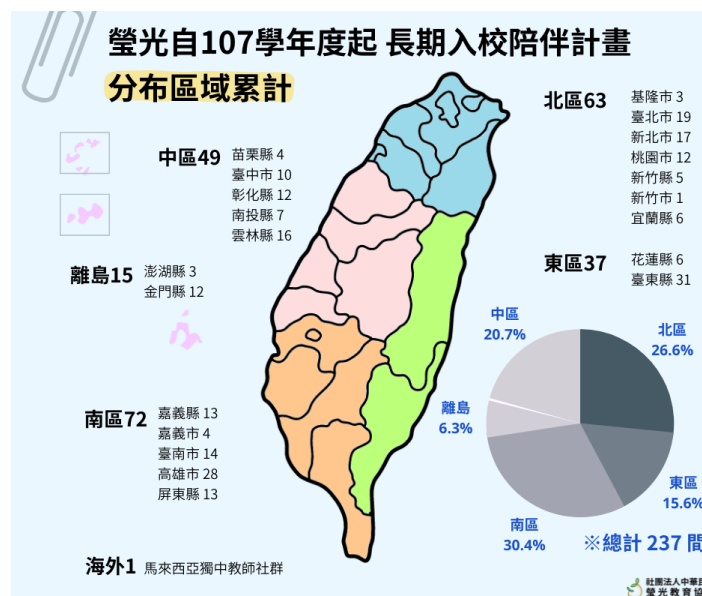 瑩光自107學年度起 長期入校陪伴計畫
分布區域累計
北區63
基隆市 3
臺北市 19
新北市 17
桃園市 12
新竹縣 5
新竹市 1
宜蘭縣 6
中區49
苗栗縣 4
臺中市 10
彰化縣 12
南投縣 7
雲林縣 16
東區37
花蓮縣 6
臺東縣 31
離島15
澎湖縣 3
金門縣 12
南區72
嘉義縣 13
嘉義市 4
臺南市 14
高雄市 28
屏東縣 13
海外1 馬來西亞獨中教師社群
中區
20.7%
北區
26.6%
離島
6.3%
東區
15.6%
南區
30.4%
※總計 237 間
社團法人中華民
瑩光教育協